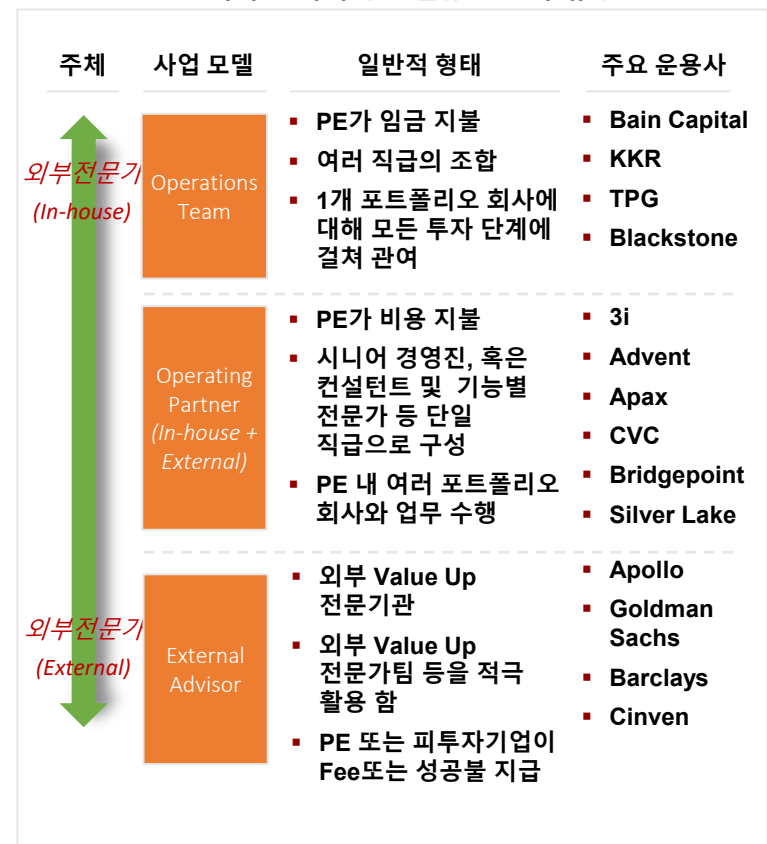 주체 사업 모델 일반적 형태 주요 운용사
외부전문가
(In-house)
Operations
Team
▪ PE가 임금 지불
▪ 여러 직급의 조합
▪ 1개 포트폴리오 회사에
대해 모든 투자 단계에
걸쳐 관여
▪ Bain Capital
▪ KKR
▪ TPG
▪ Blackstone
Operating
Partner
(In-house +
External)
▪ PE가 비용 지불
▪ 시니어 경영진, 혹은
컨설턴트 및 기능별
전문가 등 단일
직급으로 구성
▪ PE 내 여러 포트폴리오
회사와 업무 수행
▪ 3i
▪ Advent
▪ Apax
▪ CVC
▪ Bridgepoint
▪ Silver Lake
외부전문가
(External)
External
Advisor
▪ 외부 Value Up
전문기관
▪ 외부 Value Up
전문가팀 등을 적극
활용 함
▪ PE 또는 피투자기업이
Fee또는 성공불 지급
▪ Apollo
▪ Goldman
Sachs
▪ Barclays
▪ Cinven